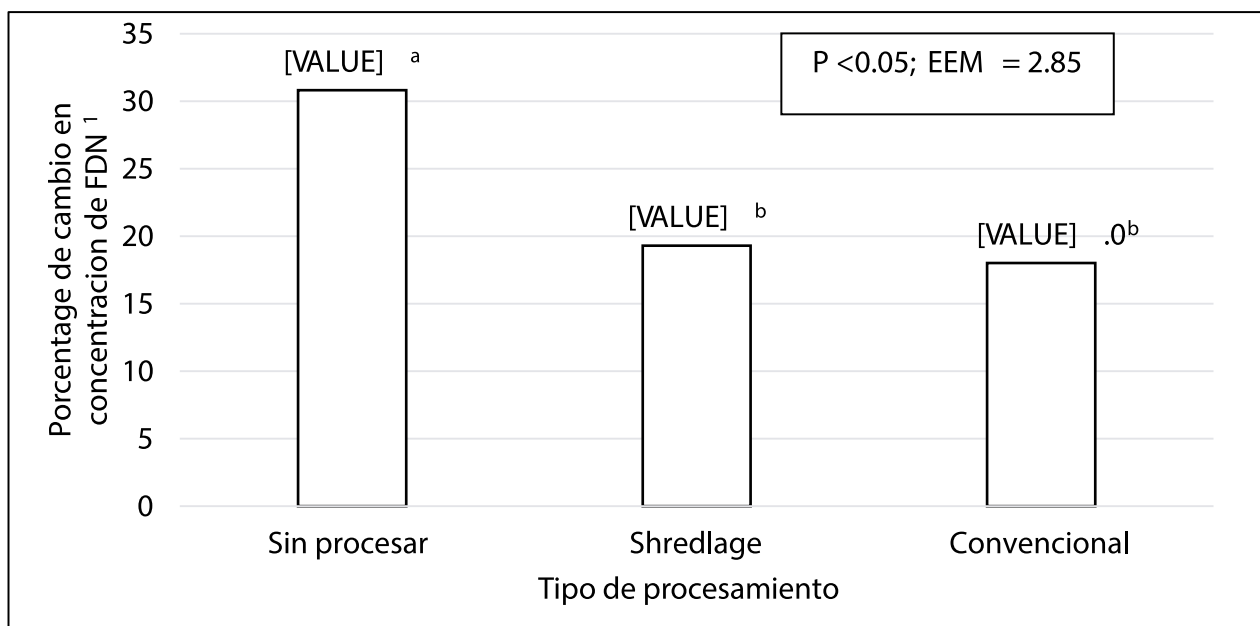 35
30
25
20
15
10
5
0
Porcentage de cambio en
concentracion de FDN 1
[VALUE] a
[VALUE] b
[VALUE] .0b
P <0.05; EEM = 2.85
Sin procesar
Shredlage
Convencional
Tipo de procesamiento